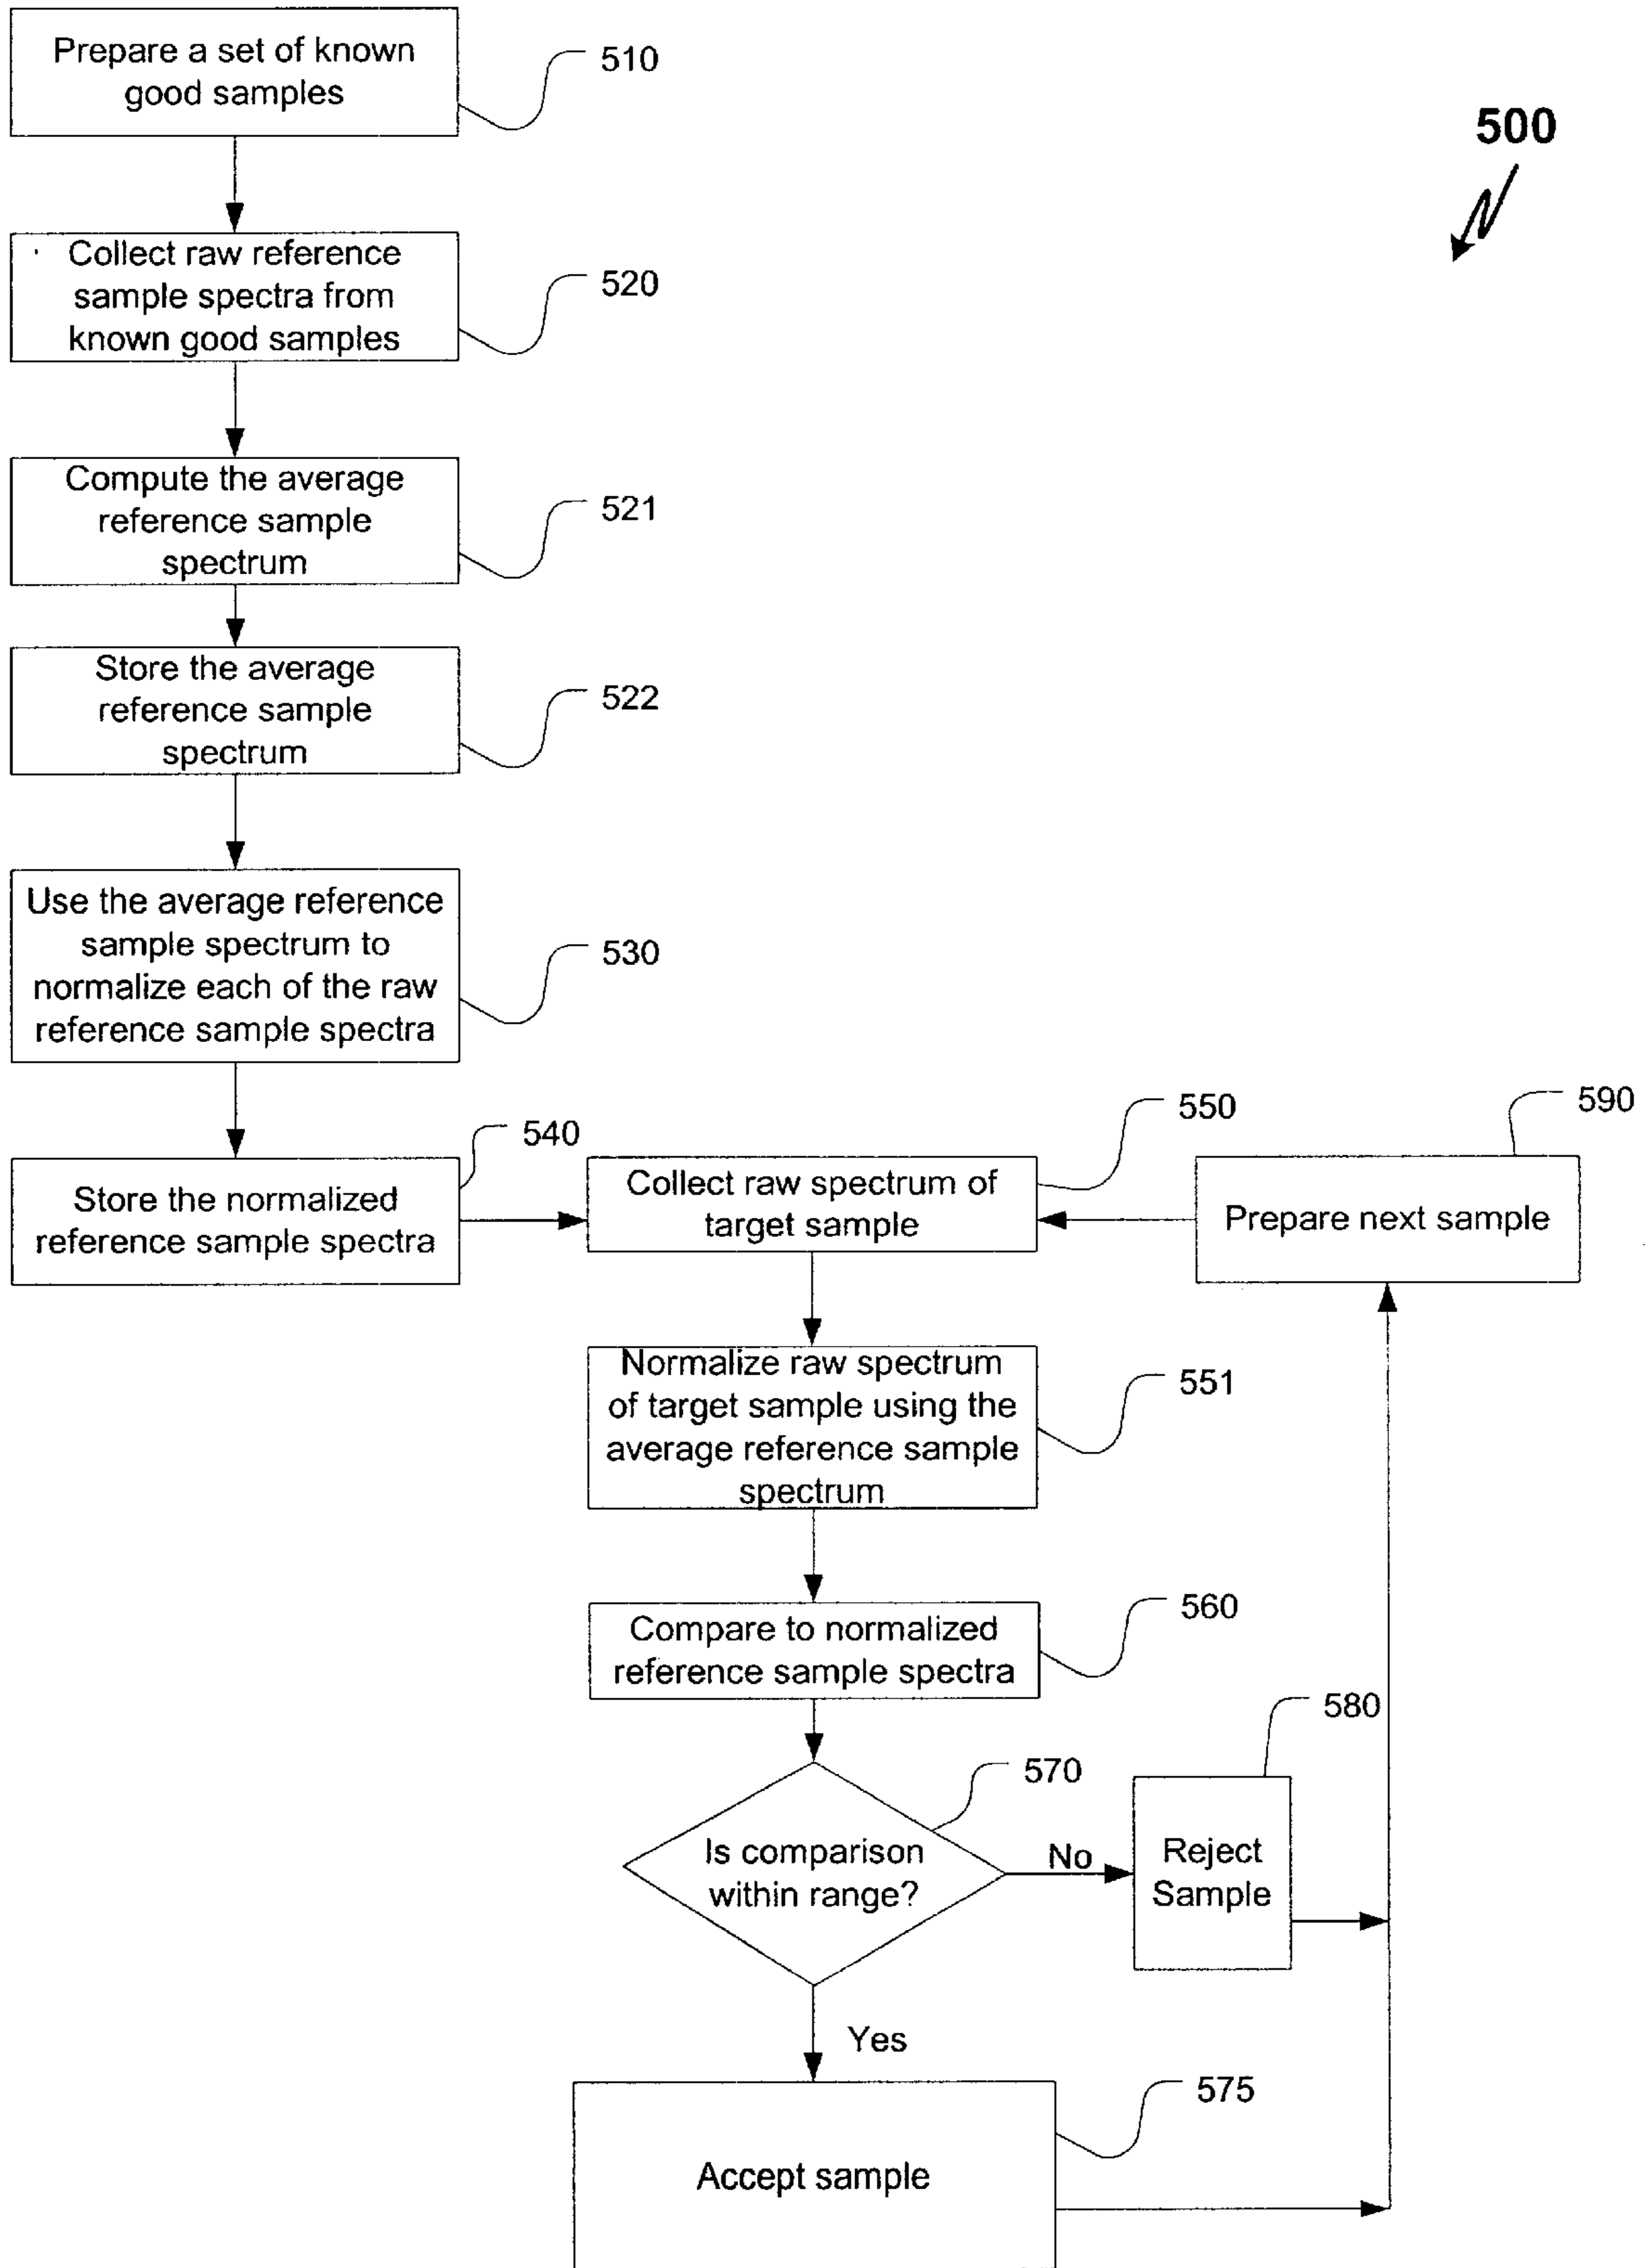 Prepare a set of known
good samples
510
500
Collect raw reference
sample spectra from
known good samples
520
Compute the average
reference sample
spectrum
521
Store the average
reference sample
spectrum
522
Use the average reference
sample spectrum to
normalize each of the raw
reference sample spectra
530
Store the normalized
reference sample spectra
540
Collect raw spectrum of
target sample
550
Prepare next sample
590
Normalize raw spectrum
of target sample using the
average reference sample
spectrum
551
Compare to normalized
reference sample spectra
560
Is comparison
within range?
570
No
Reject
Sample
580
Yes
Accept sample
575